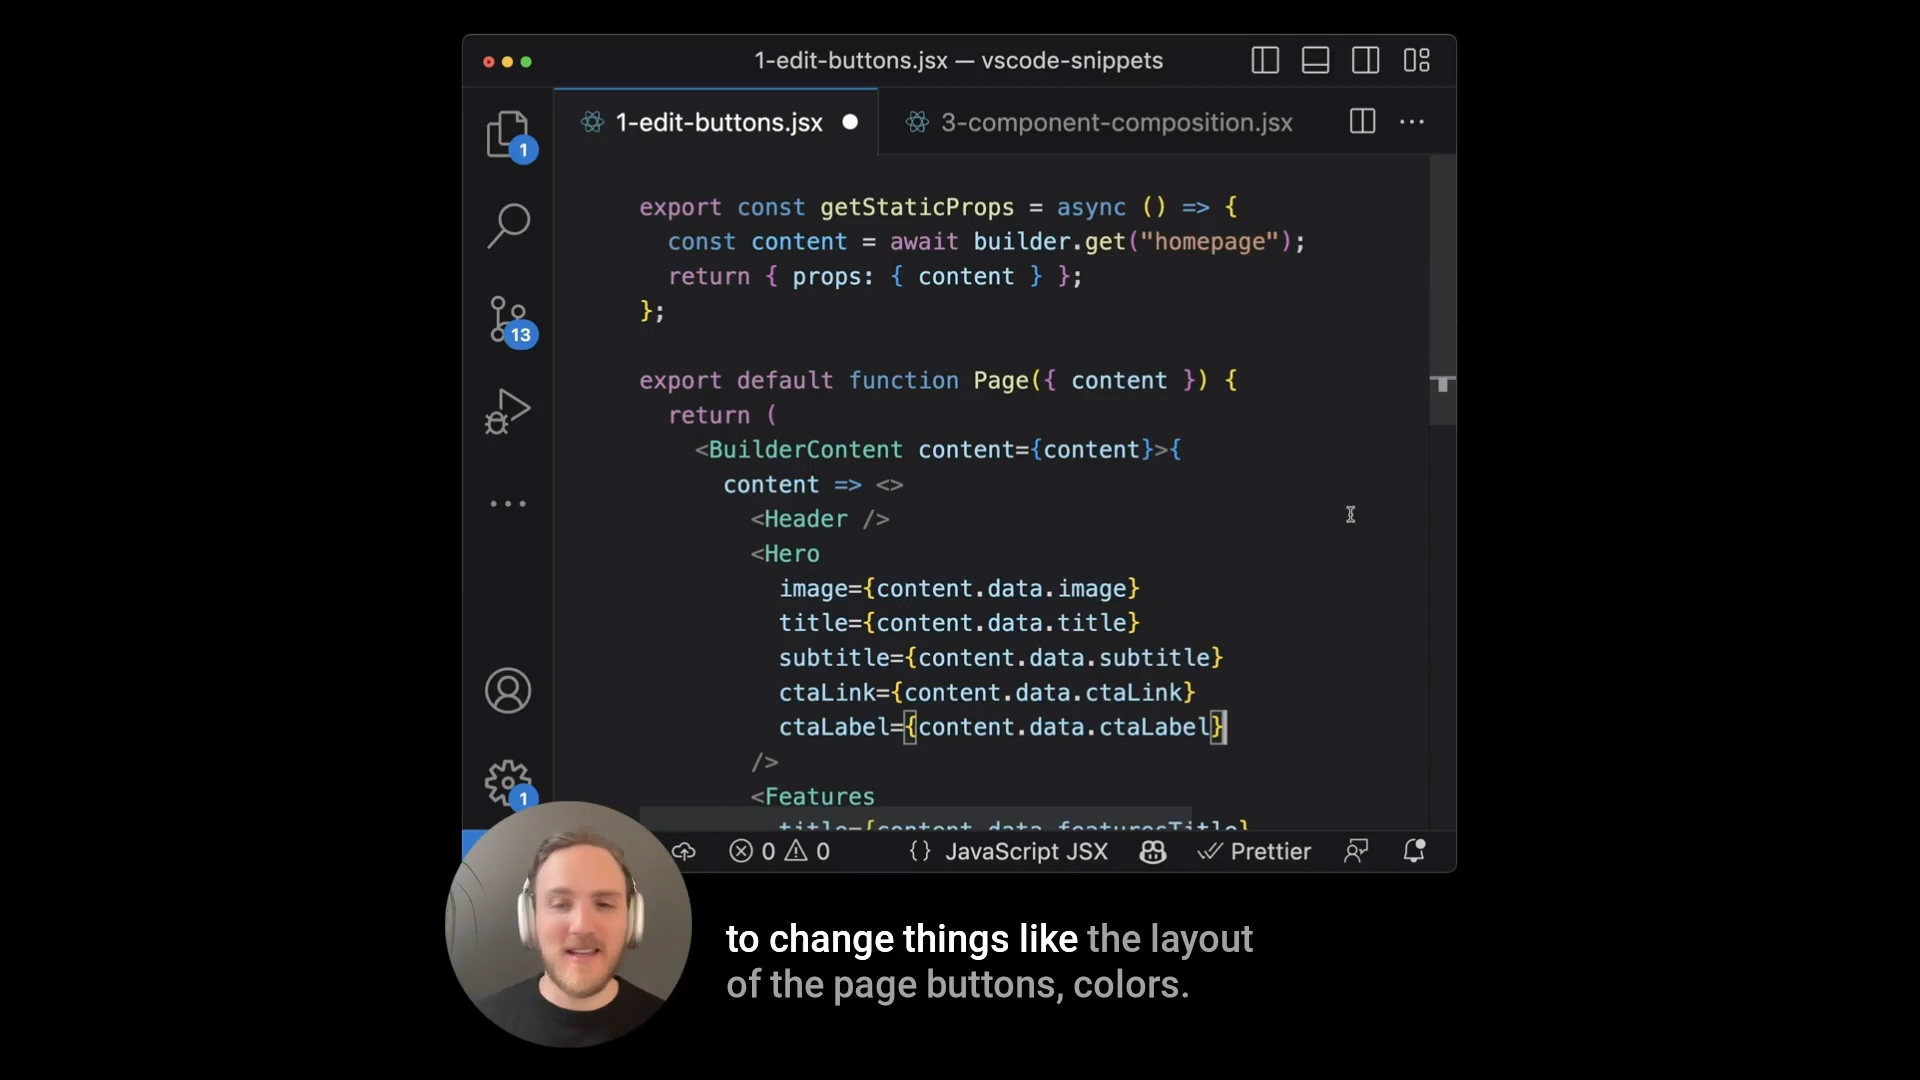 1-edit-buttons.jsx — vscode-snippets
1-edit-buttons.jsx
3-component-composition.jsx
1
13
1
export const getStaticProps = async () => {
const content = await builder.get("homepage");
return { props: { content } };
};
export default function Page({ content }) {
return (
<BuilderContent content={content}>{
content => <>
<Header />
<Hero
image={content.data.image}
title={content.data.title}
subtitle={content.data.subtitle}
ctaLink={content.data.ctaLink}
ctaLabel={content.data.ctaLabel}
/>
<Features
title={content.data.featuresTitle}
0 0 {} JavaScript JSX Prettier
to change things like the layout
of the page buttons, colors.